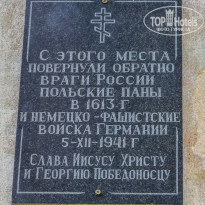 TopHotels
С ЭТОГО МЕСТА
ПОВЕРНУЛИ ОБРАТНО
ВРАГИ РОССИИ
ПОЛЬСКИЕ ПАНЫ
В 1613 Г
И НЕМЕЦКО-ФАШИСТСКИЕ
ВОЙСКА ГЕРМАНИИ
5-XII-1941 Г
СЛАВА ИИСУСУ ХРИСТУ
И ГЕОРГИЮ ПОБЕДОНОСЦУ